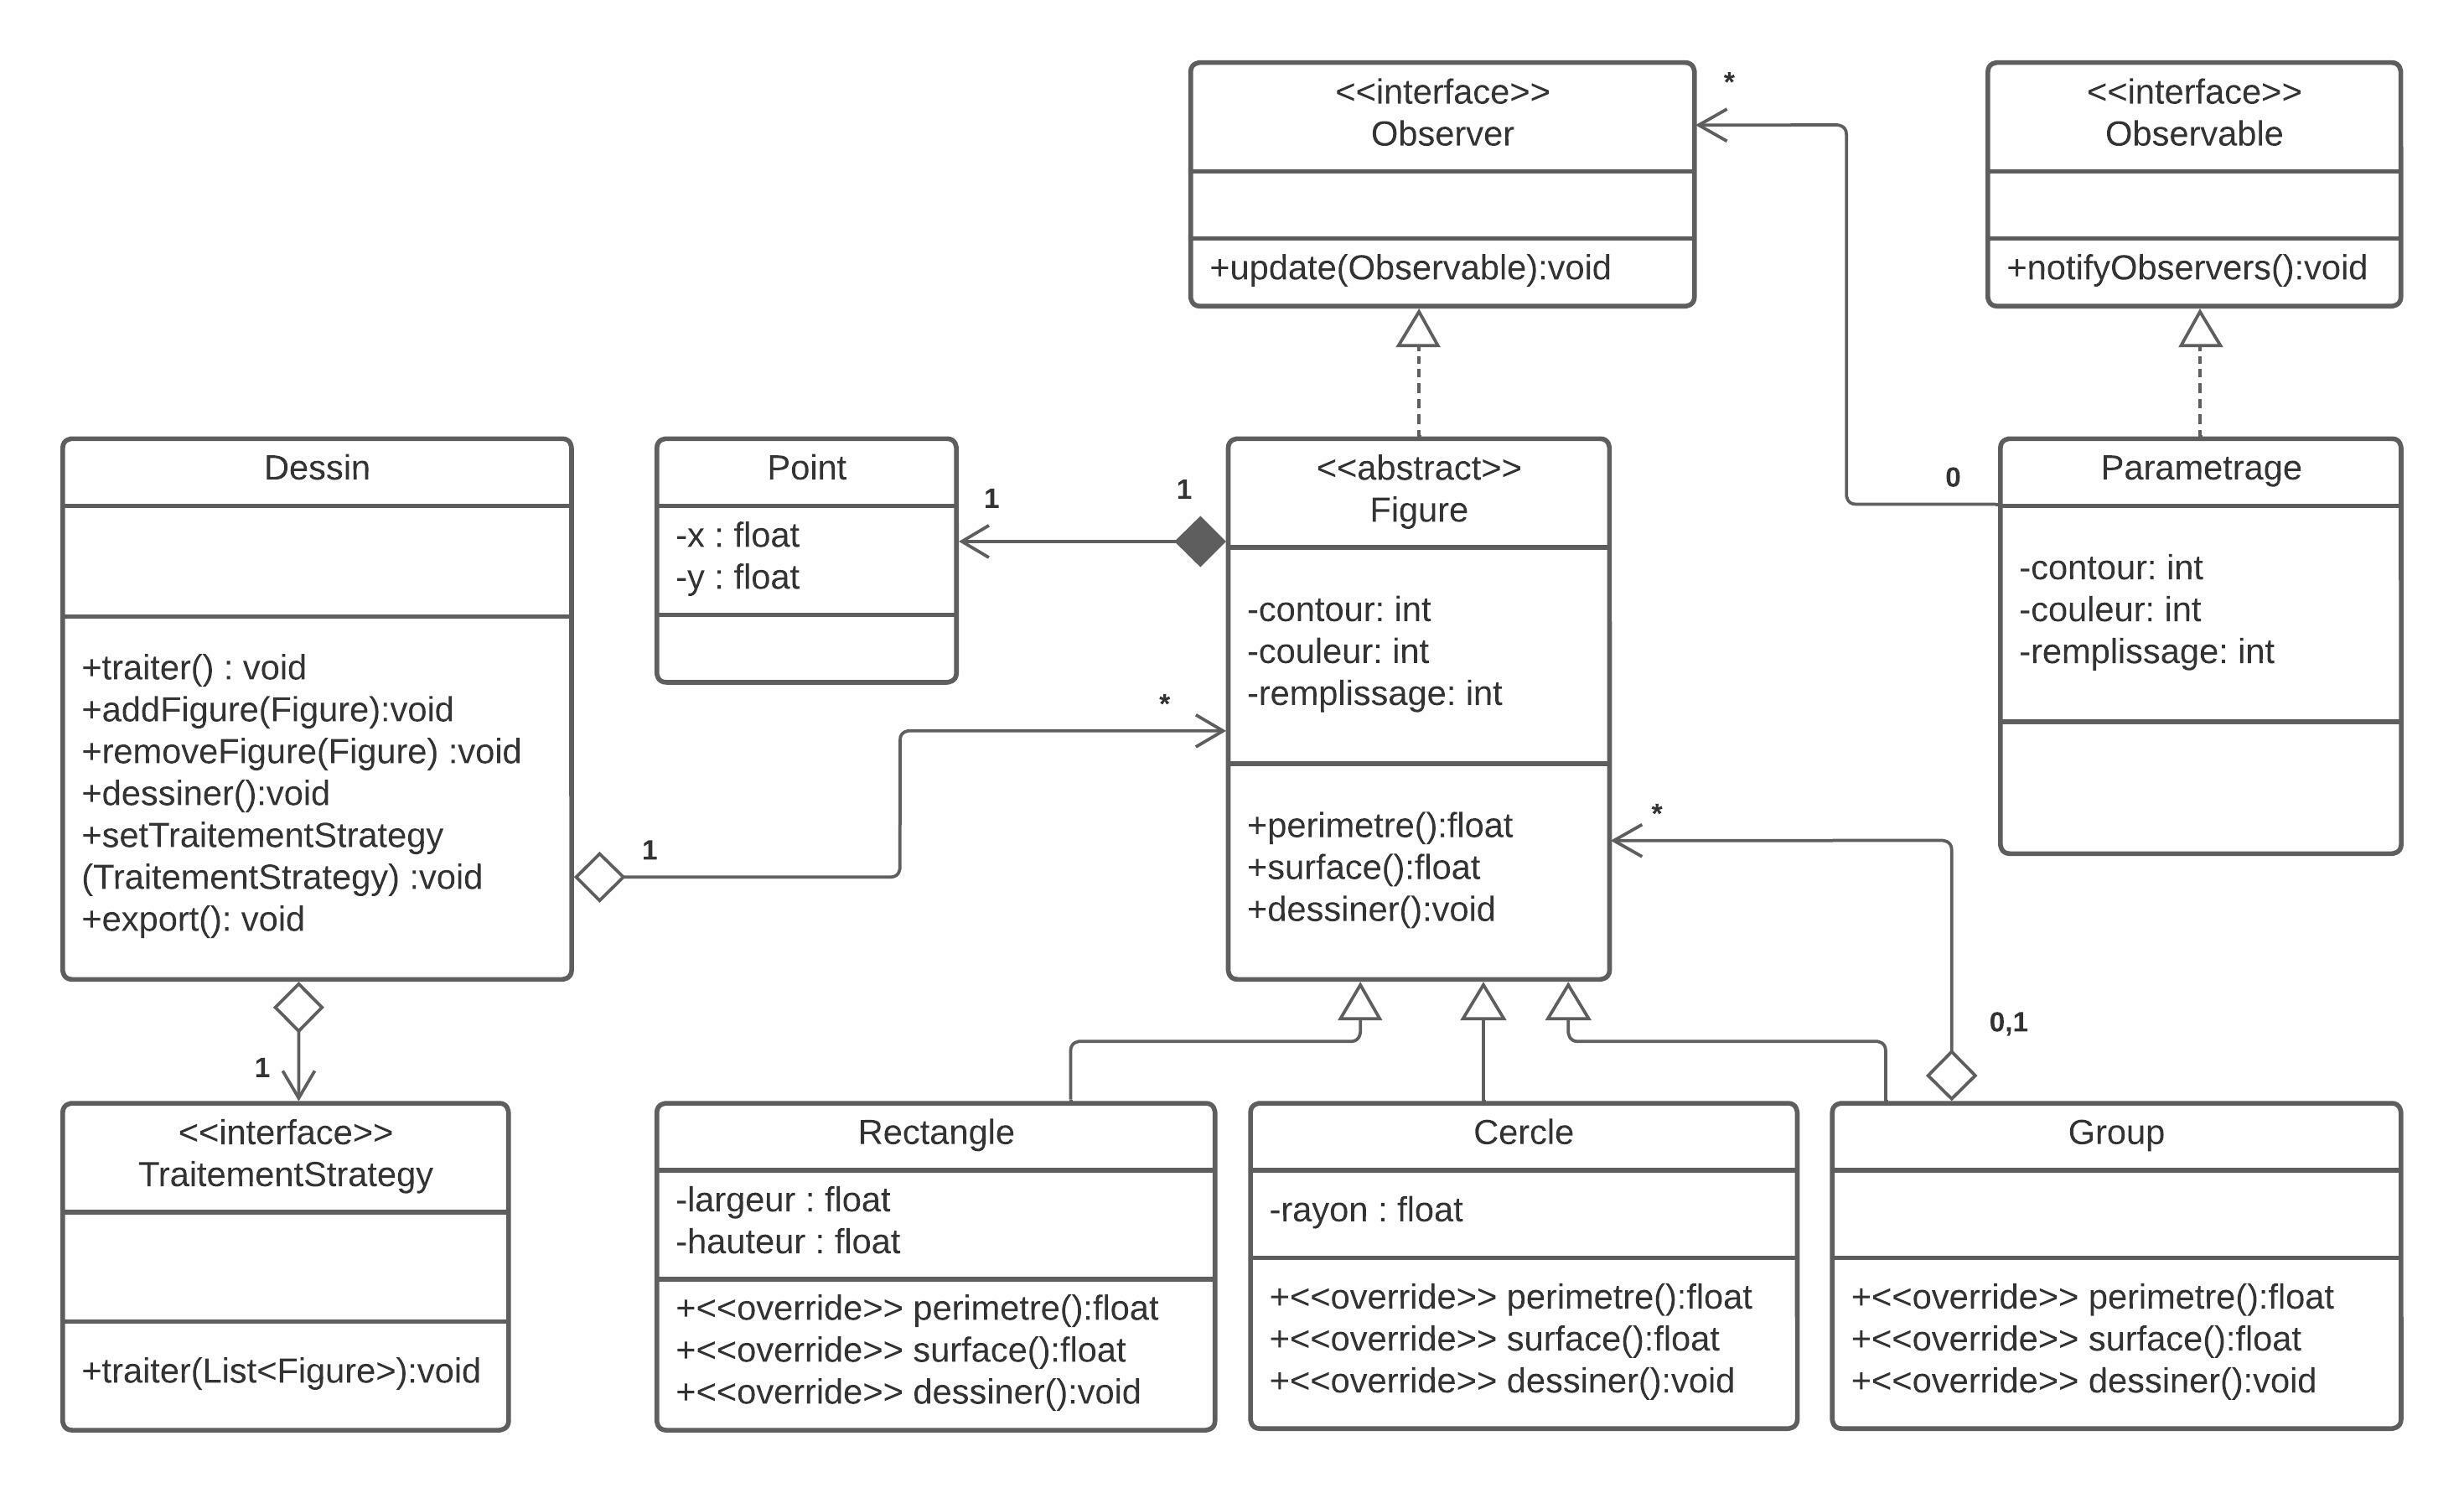 <<interface>>
Observer
+update(Observable):void
*
<<interface>>
Observable
+notifyObservers():void
Dessin
+traiter() : void
+addFigure(Figure):void
+removeFigure(Figure) :void
+dessiner():void
+setTraitementStrategy
(TraitementStrategy) :void
+export(): void
1
Point
-x : float
-y : float
1
1
*
<<abstract>>
Figure
-contour: int
-couleur: int
-remplissage: int
+perimetre():float
+surface():float
+dessiner():void
*
0
Parametrage
-contour: int
-couleur: int
-remplissage: int
0,1
1
<<interface>>
TraitementStrategy
+traiter(List<Figure>):void
Rectangle
-largeur : float
-hauteur : float
+<<override>> perimetre():float
+<<override>> surface():float
+<<override>> dessiner():void
Cercle
-rayon : float
+<<override>> perimetre():float
+<<override>> surface():float
+<<override>> dessiner():void
Group
+<<override>> perimetre():float
+<<override>> surface():float
+<<override>> dessiner():void